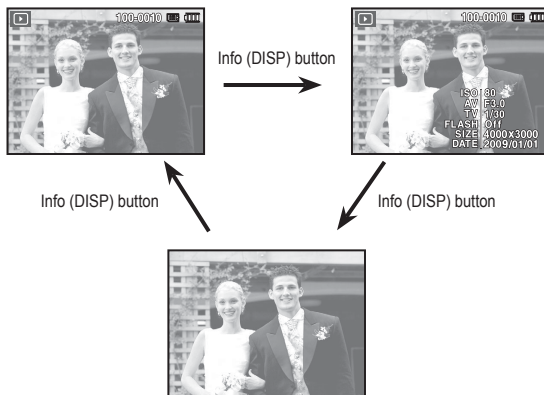 100-0010
Info (DISP) button
100-0010
ISO 80
AV F3.0
TV 1/30
FLASH Off
SIZE 4000x3000
DATE 2009/01/01
Info (DISP) button
Info (DISP) button